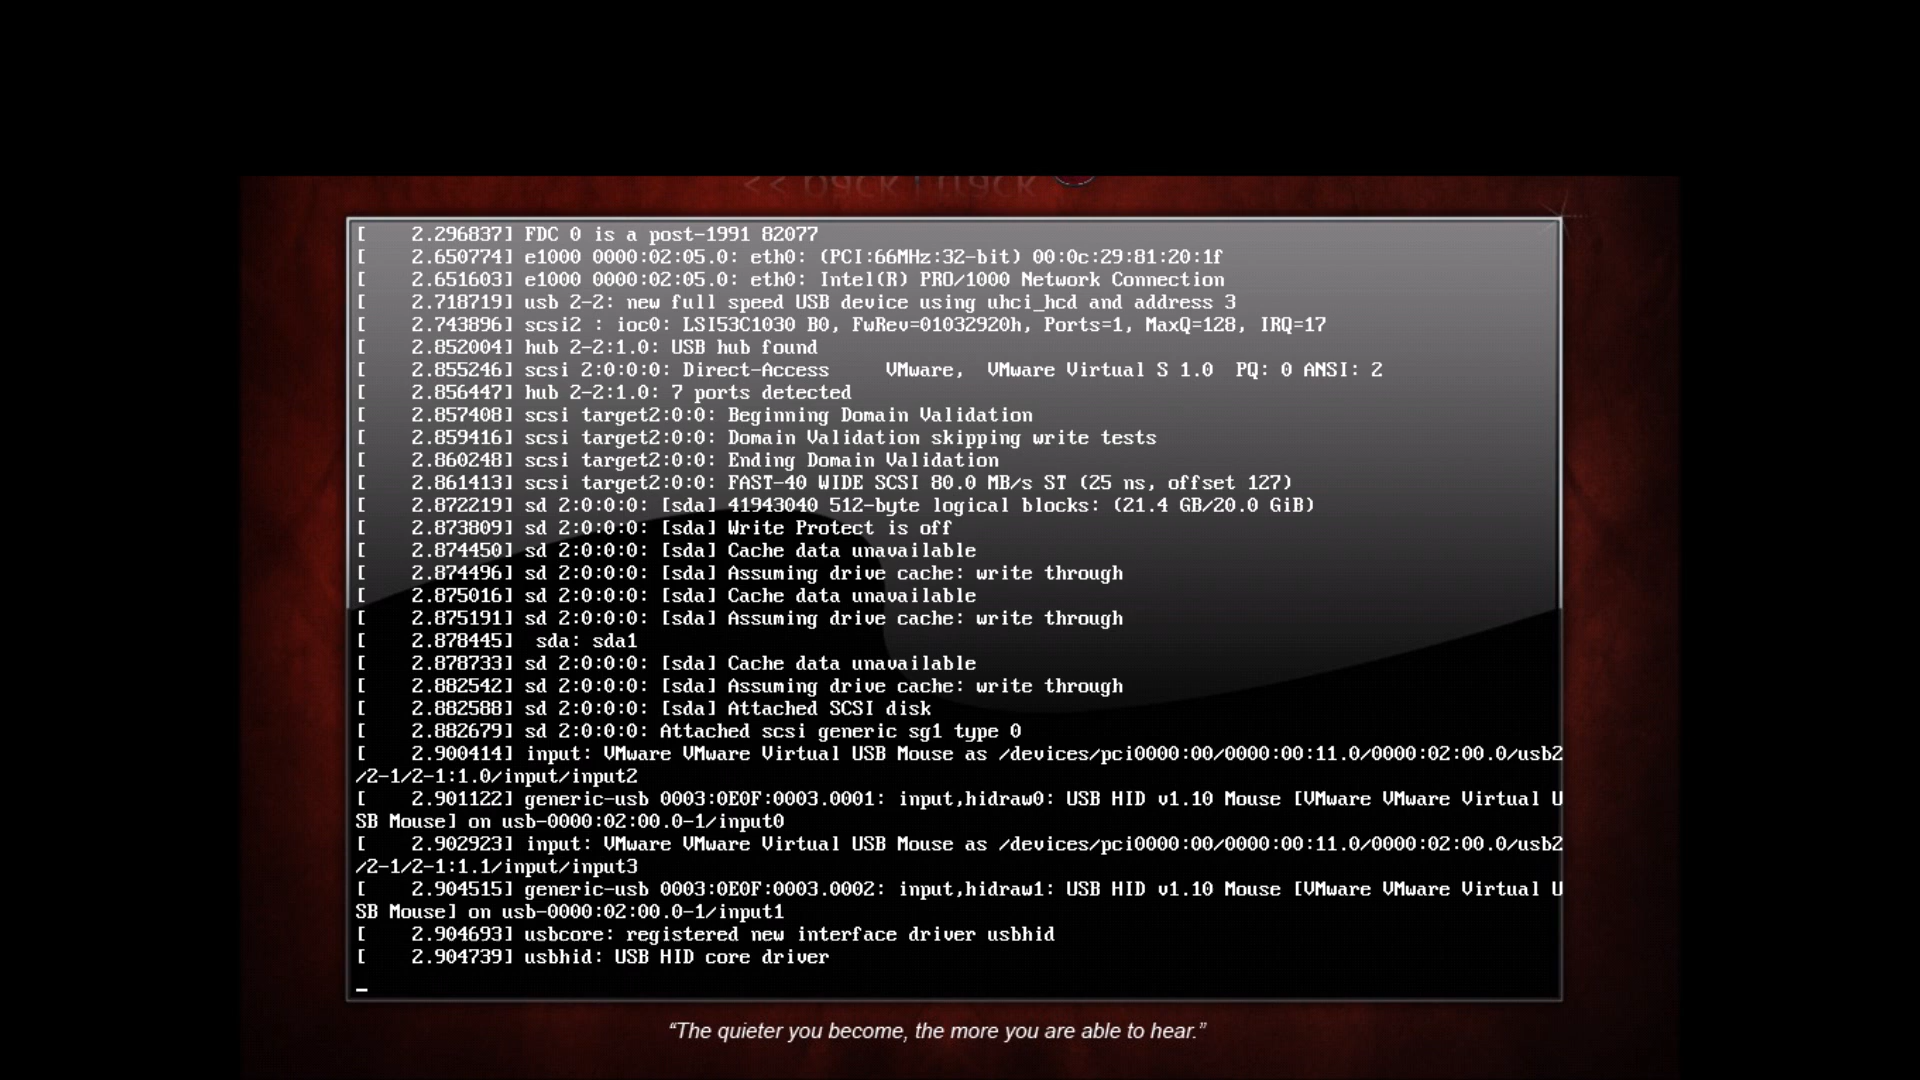 << back | track
[    2.296837] FDC 0 is a post-1991 82077
[    2.650774] e1000 0000:02:05.0: eth0: (PCI:66MHz:32-bit) 00:0c:29:81:20:1f
[    2.651603] e1000 0000:02:05.0: eth0: Intel(R) PRO/1000 Network Connection
[    2.718719] usb 2-2: new full speed USB device using uhci_hcd and address 3
[    2.743896] scsi2 : ioc0: LSI53C1030 B0, FwRev=01032920h, Ports=1, MaxQ=128, IRQ=17
[    2.852004] hub 2-2:1.0: USB hub found
[    2.855246] scsi 2:0:0:0: Direct-Access     VMware,  VMware Virtual S 1.0  PQ: 0 ANSI: 2
[    2.856447] hub 2-2:1.0: 7 ports detected
[    2.857408] scsi target2:0:0: Beginning Domain Validation
[    2.859416] scsi target2:0:0: Domain Validation skipping write tests
[    2.860248] scsi target2:0:0: Ending Domain Validation
[    2.861413] scsi target2:0:0: FAST-40 WIDE SCSI 80.0 MB/s ST (25 ns, offset 127)
[    2.872219] sd 2:0:0:0: [sda] 41943040 512-byte logical blocks: (21.4 GB/20.0 GiB)
[    2.873809] sd 2:0:0:0: [sda] Write Protect is off
[    2.874450] sd 2:0:0:0: [sda] Cache data unavailable
[    2.874496] sd 2:0:0:0: [sda] Assuming drive cache: write through
[    2.875016] sd 2:0:0:0: [sda] Cache data unavailable
[    2.875191] sd 2:0:0:0: [sda] Assuming drive cache: write through
[    2.878445]  sda: sda1
[    2.878733] sd 2:0:0:0: [sda] Cache data unavailable
[    2.882542] sd 2:0:0:0: [sda] Assuming drive cache: write through
[    2.882588] sd 2:0:0:0: [sda] Attached SCSI disk
[    2.882679] sd 2:0:0:0: Attached scsi generic sg1 type 0
[    2.900414] input: VMware VMware Virtual USB Mouse as /devices/pci0000:00/0000:00:11.0/0000:02:00.0/usb2
/2-1/2-1:1.0/input/input2
[    2.901122] generic-usb 0003:0E0F:0003.0001: input,hidraw0: USB HID v1.10 Mouse [VMware VMware Virtual U
SB Mouse] on usb-0000:02:00.0-1/input0
[    2.902923] input: VMware VMware Virtual USB Mouse as /devices/pci0000:00/0000:00:11.0/0000:02:00.0/usb2
/2-1/2-1:1.1/input/input3
[    2.904515] generic-usb 0003:0E0F:0003.0002: input,hidraw1: USB HID v1.10 Mouse [VMware VMware Virtual U
SB Mouse] on usb-0000:02:00.0-1/input1
[    2.904693] usbcore: registered new interface driver usbhid
[    2.904739] usbhid: USB HID core driver
_
“The quieter you become, the more you are able to hear.”